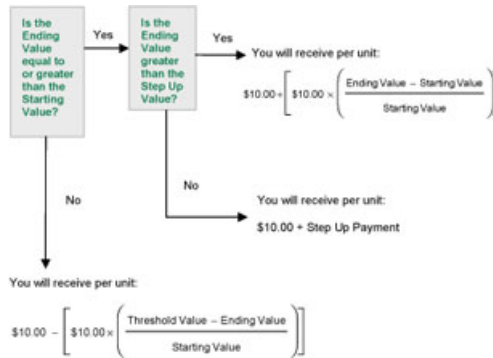 Is the
Ending
Value
equal to
or greater
than the
Starting
Value?
Yes
Is the
Ending
Value
greater
than the
Step Up
Value?
Yes
You will receive per unit:
$10.00 + [ $10.00 × ( Ending Value − Starting Value
Starting Value )
No
No
You will receive per unit:
$10.00 + Step Up Payment
You will receive per unit:
$10.00 − [ $10.00 × ( Threshold Value − Ending Value
Starting Value ) ]